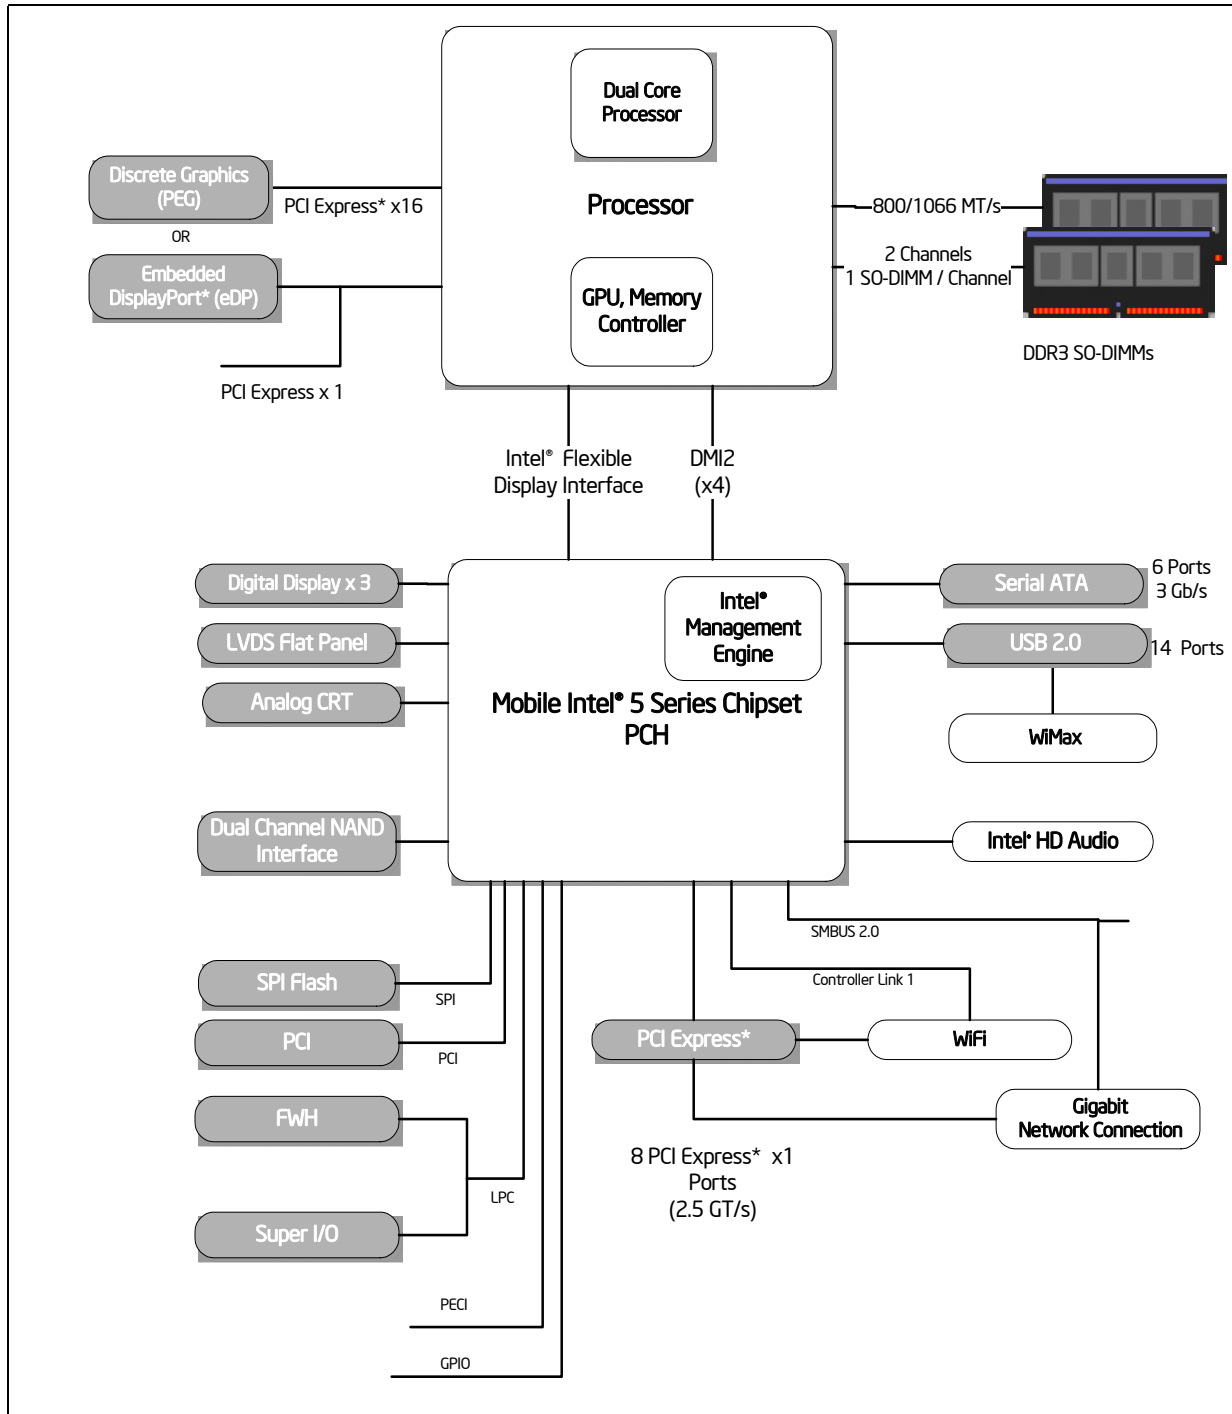 Dual Core
Processor
Discrete Graphics
(PEG)
PCI Express* x16
Processor
800/1066 MT/s
OR
2 Channels
1 SO-DIMM / Channel
Embedded
DisplayPort* (eDP)
GPU, Memory
Controller
DDR3 SO-DIMMs
PCI Express x 1
Intel® Flexible
Display Interface
DMI2
(x4)
Digital Display x 3
Intel®
Management
Engine
Serial ATA
6 Ports
3 Gb/s
LVDS Flat Panel
USB 2.0
14 Ports
Analog CRT
Mobile Intel® 5 Series Chipset
PCH
WiMax
Dual Channel NAND
Interface
Intel® HD Audio
SMBUS 2.0
SPI Flash
SPI
Controller Link 1
PCI
PCI
PCI Express*
WiFi
FWH
Gigabit
Network Connection
8 PCI Express* x1
Ports
(2.5 GT/s)
LPC
Super I/O
PECI
GPIO